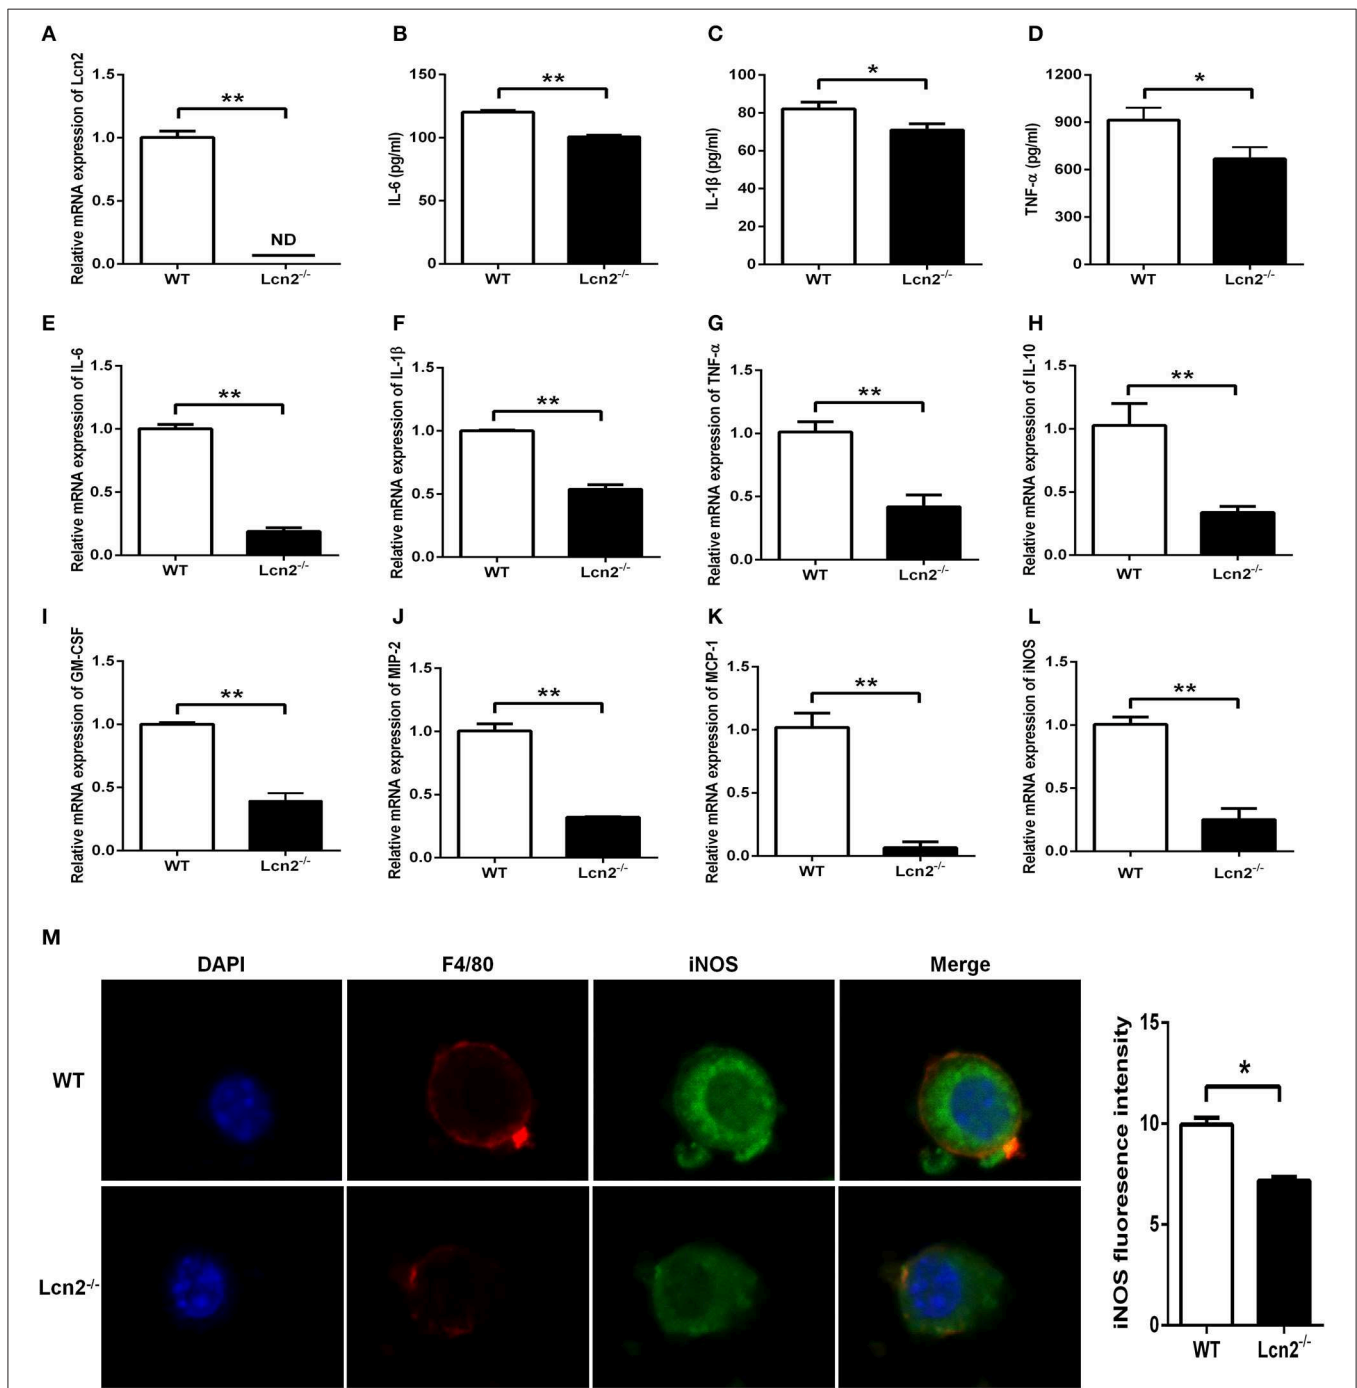 A
Relative mRNA expression of Lcn2
1.5
1.0
0.5
0.0
**
ND
WT
Lcn2-/-
B
IL-6 (pg/ml)
150
100
50
0
**
WT
Lcn2-/-
C
IL-1β (pg/ml)
100
80
60
40
20
0
*
WT
Lcn2-/-
D
TNF-α (pg/ml)
1200
900
600
300
0
*
WT
Lcn2-/-
E
Relative mRNA expression of IL-6
1.5
1.0
0.5
0.0
**
WT
Lcn2-/-
F
Relative mRNA expression of IL-1β
1.5
1.0
0.5
0.0
**
WT
Lcn2-/-
G
Relative mRNA expression of TNF-α
1.5
1.0
0.5
0.0
**
WT
Lcn2-/-
H
Relative mRNA expression of IL-10
1.5
1.0
0.5
0.0
**
WT
Lcn2-/-
I
Relative mRNA expression of GM-CSF
1.5
1.0
0.5
0.0
**
WT
Lcn2-/-
J
Relative mRNA expression of MIP-2
1.5
1.0
0.5
0.0
**
WT
Lcn2-/-
K
Relative mRNA expression of MCP-1
1.5
1.0
0.5
0.0
**
WT
Lcn2-/-
L
Relative mRNA expression of iNOS
1.5
1.0
0.5
0.0
**
WT
Lcn2-/-
M
DAPI
F4/80
iNOS
Merge
WT
Lcn2-/-
iNOS fluoresence intensity
15
10
5
0
*
WT
Lcn2-/-